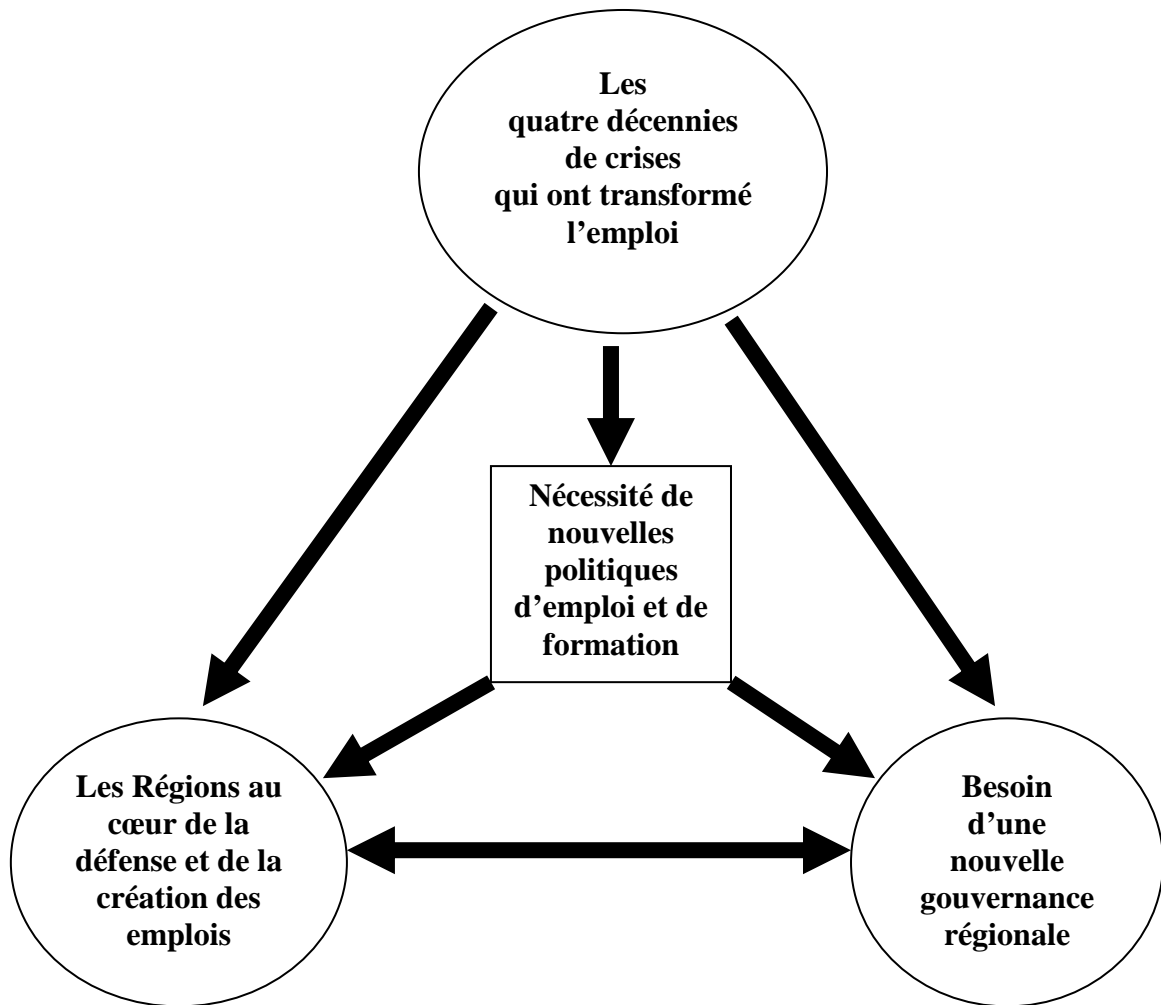 Les
quatre décennies
de crises
qui ont transformé
l’emploi
Nécessité de
nouvelles
politiques
d’emploi et de
formation
Les Régions au
cœur de la
défense et de la
création des
emplois
Besoin
d’une
nouvelle
gouvernance
régionale